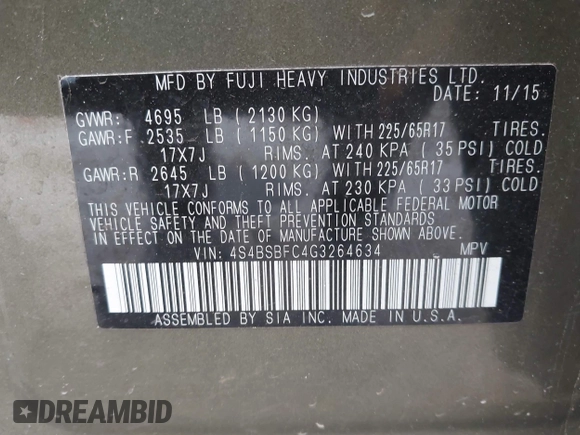 MFD BY FUJI HEAVY INDUSTRIES LTD.
DATE: 11/15
GVWR: 4695 LB ( 2130 KG)
GAWR:F 2535 LB ( 1150 KG) WITH 225/65R17 TIRES.
17X7J RIMS. AT 240 KPA ( 35 PSI) COLD
GAWR:R 2645 LB ( 1200 KG) WITH 225/65R17 TIRES.
17X7J RIMS. AT 230 KPA ( 33 PSI) COLD
THIS VEHICLE CONFORMS TO ALL APPLICABLE FEDERAL MOTOR
VEHICLE SAFETY AND THEFT PREVENTION STANDARDS
IN EFFECT ON THE DATE OF MANUFACTURE SHOWN ABOVE.
VIN: 4S4BSBFC4G3264634 MPV
ASSEMBLED BY SIA INC. MADE IN U.S.A.
DREAMBID